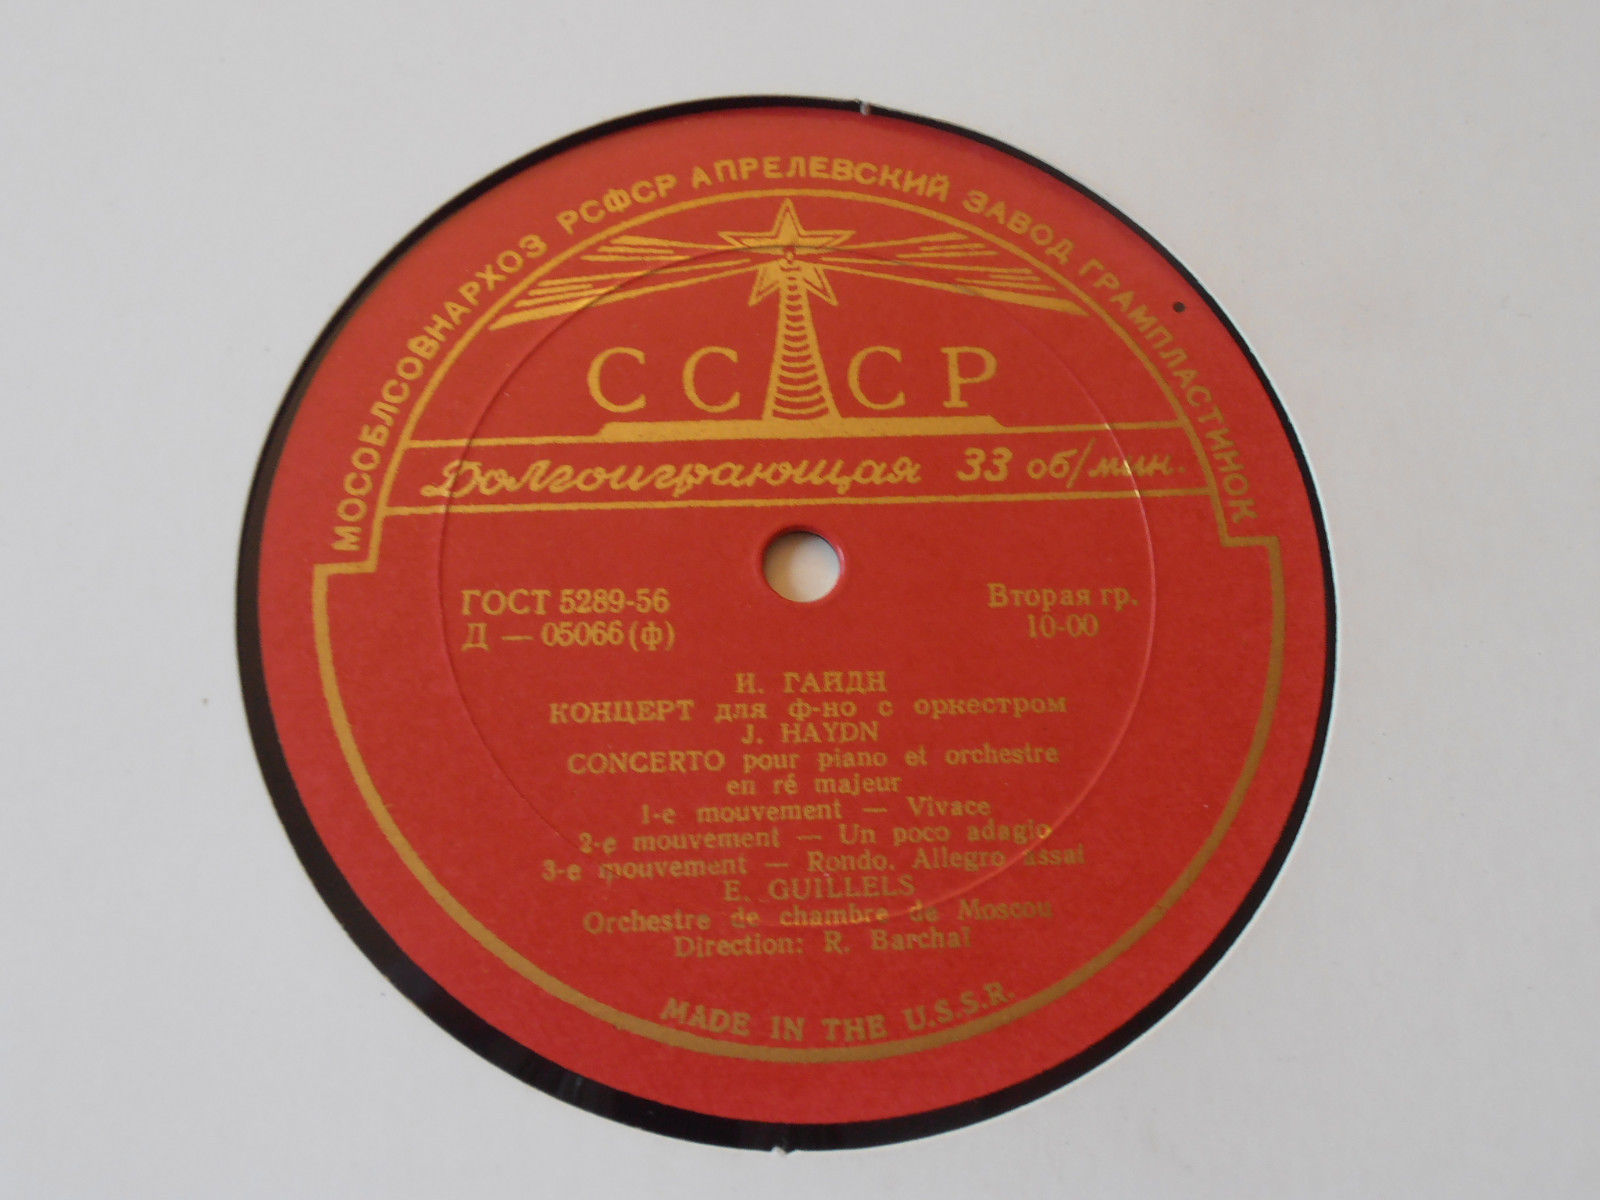 МОСОБЛСОВНАРХОЗ РСФСР АПРЕЛЕВСКИЙ ЗАВОД ГРАМПЛАСТИНОК
СССР
Долгоиграющая 33 об/мин.
ГОСТ 5289-56
Д — 05066 (ф)
Вторая гр.
10-00
И. ГАЙДН
КОНЦЕРТ для ф-но с оркестром
J. HAYDN
CONCERTO pour piano et orchestre
en ré majeur
1-e mouvement — Vivace
2-e mouvement — Un poco adagio
3-e mouvement — Rondo. Allegro assai
E. GUILLELS
Orchestre de chambre de Moscou
Direction: R. Barchaï
MADE IN THE U.S.S.R.